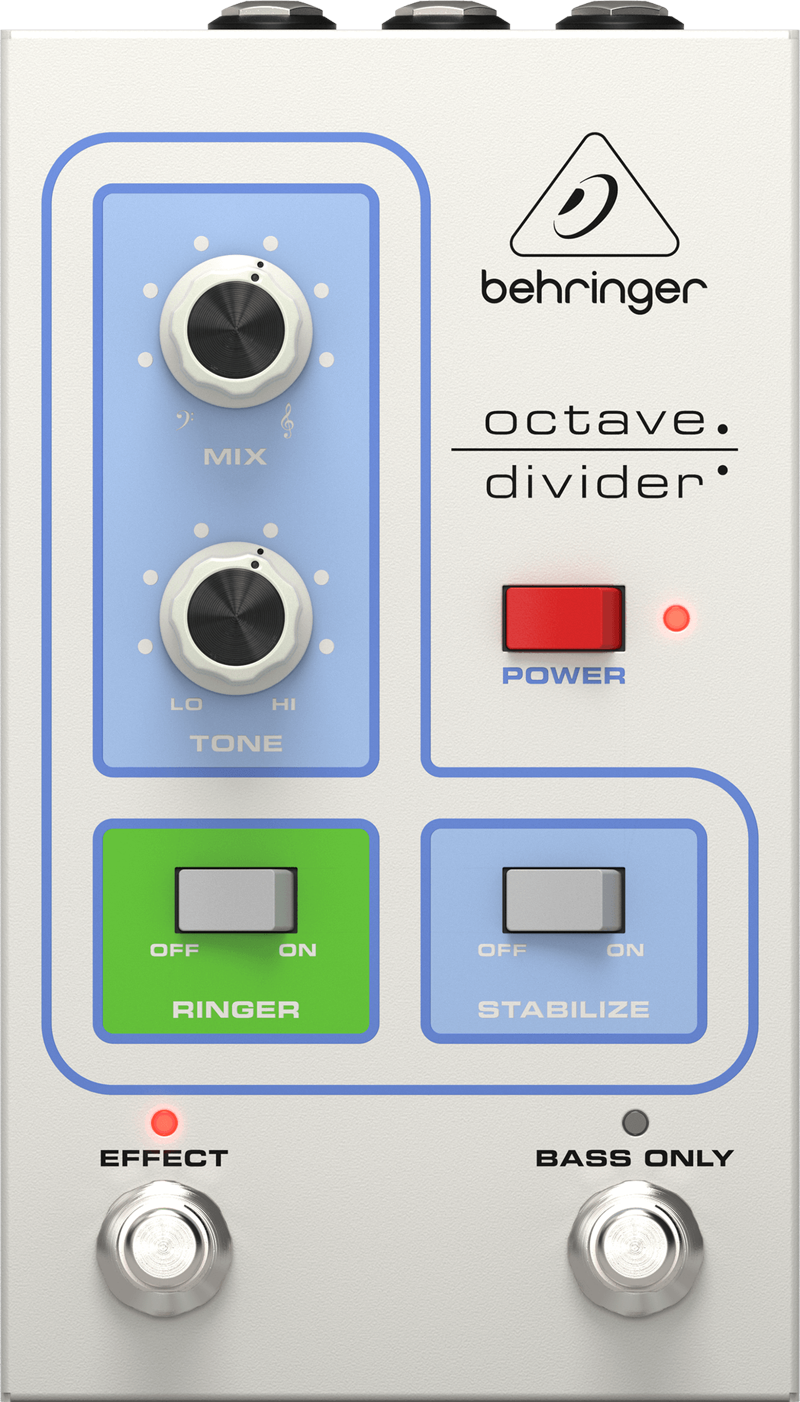 behringer
octave.
divider
MIX
LO HI
TONE
POWER
OFF ON
RINGER
OFF ON
STABILIZE
EFFECT
BASS ONLY